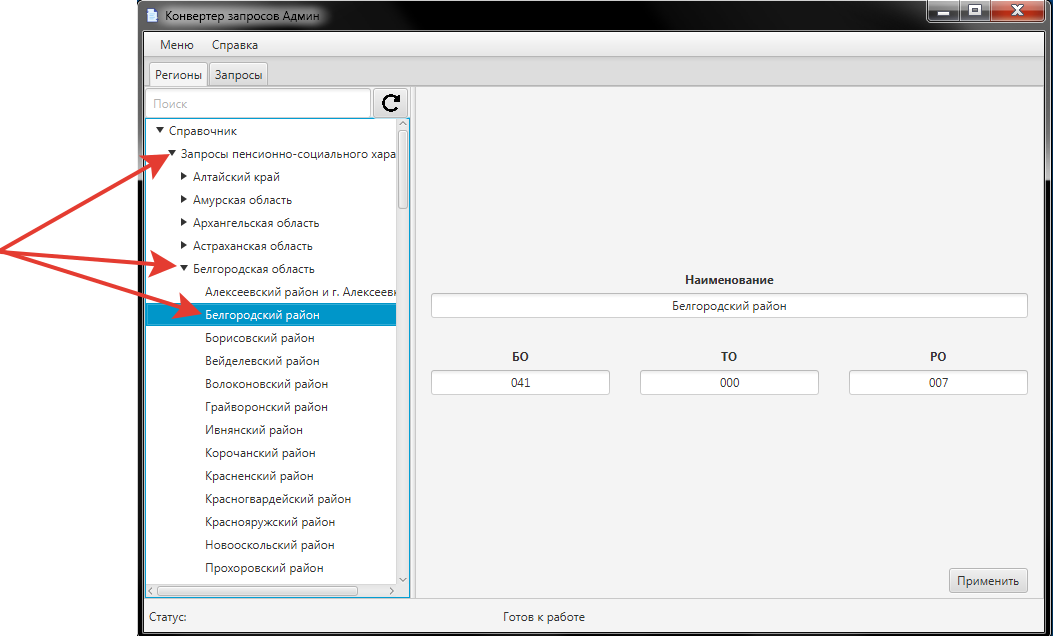 Конвертер запросов Админ
Меню Справка
Регионы Запросы
Поиск
Справочник
Запросы пенсионно-социального хара
Алтайский край
Амурская область
Архангельская область
Астраханская область
Белгородская область
Алексеевский район и г. Алексеевк
Белгородский район
Борисовский район
Вейделевский район
Волоконовский район
Грайворонский район
Ивнянский район
Корочанский район
Красненский район
Красногвардейский район
Краснояружский район
Новооскольский район
Прохоровский район
Наименование
Белгородский район
БО ТО РО
041 000 007
Применить
Статус: Готов к работе